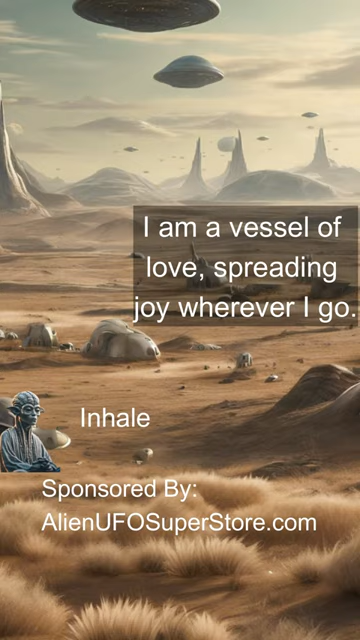 I am a vessel of
love, spreading
joy wherever I go.
Inhale
Sponsored By:
AlienUFOSuperStore.com